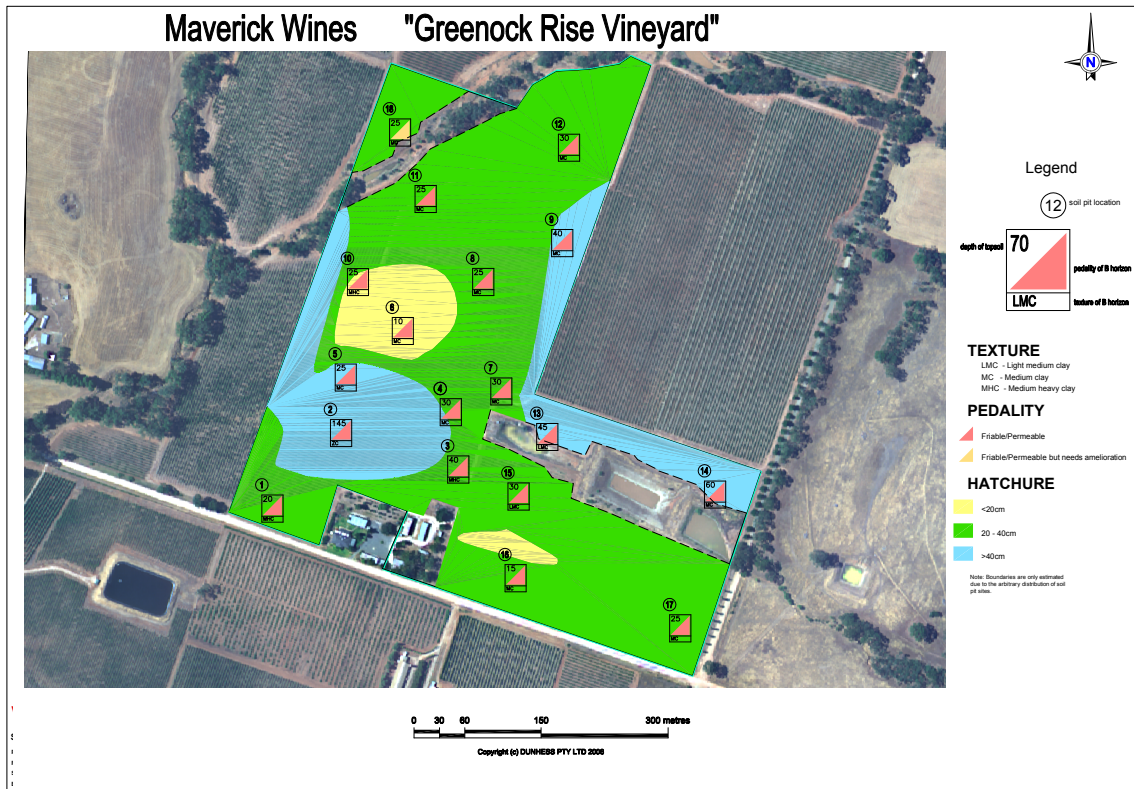 Maverick Wines "Greenock Rise Vineyard"
N
18
25
12
30
MC
11
25
MC
9
40
MC
10
25
MHC
8
25
MC
6
10
MC
5
25
MC
7
30
MC
4
30
MC
2
145
ZC
13
45
LMC
3
40
MHC
14
60
MC
15
30
LMC
1
20
MHC
16
15
MC
17
25
MC
Legend
12 soil pit location
depth of topsoil
70
pedality of B horizon
LMC texture of B horizon
TEXTURE
LMC - Light medium clay
MC - Medium clay
MHC - Medium heavy clay
PEDALITY
Friable/Permeable
Friable/Permeable but needs amelioration
HATCHURE
<20cm
20 - 40cm
>40cm
Note: Boundaries are only estimated
due to the arbitrary distribution of soil
pit sites.
0 30 60 150 300 metres
Copyright (c) DUNHESS PTY LTD 2008